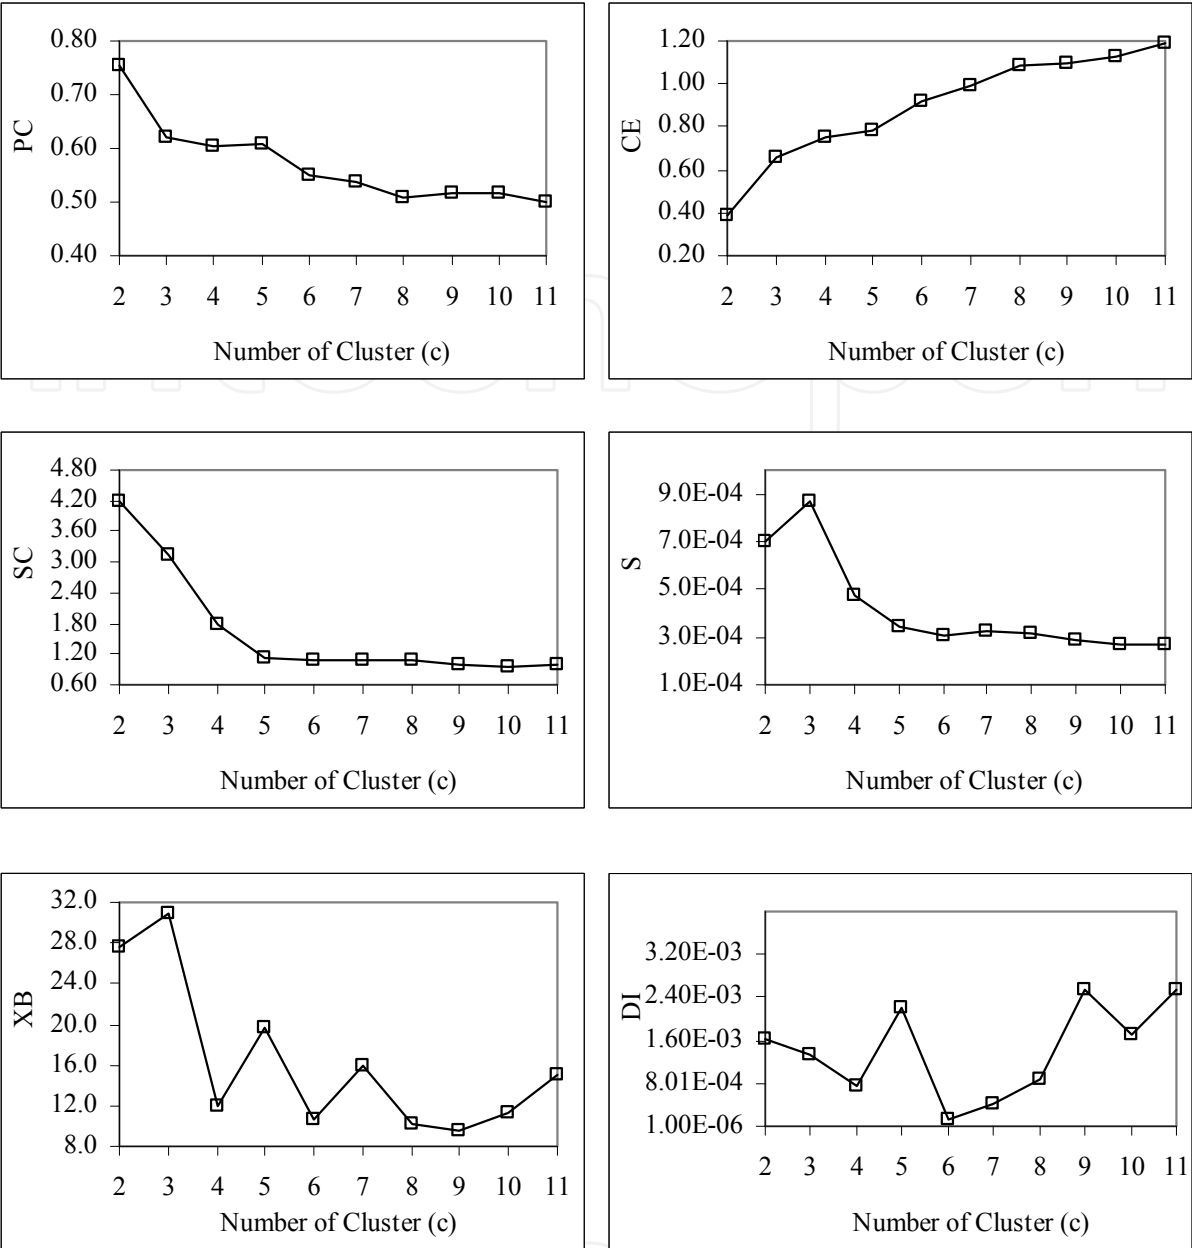 0.80
0.70
0.60
0.50
0.40
PC
2 3 4 5 6 7 8 9 10 11
Number of Cluster (c)
1.20
1.00
0.80
0.60
0.40
0.20
CE
2 3 4 5 6 7 8 9 10 11
Number of Cluster (c)
4.80
4.20
3.60
3.00
2.40
1.80
1.20
0.60
SC
2 3 4 5 6 7 8 9 10 11
Number of Cluster (c)
9.0E-04
7.0E-04
5.0E-04
3.0E-04
1.0E-04
S
2 3 4 5 6 7 8 9 10 11
Number of Cluster (c)
32.0
28.0
24.0
20.0
16.0
12.0
8.0
XB
2 3 4 5 6 7 8 9 10 11
Number of Cluster (c)
3.20E-03
2.40E-03
1.60E-03
8.01E-04
1.00E-06
DI
2 3 4 5 6 7 8 9 10 11
Number of Cluster (c)
intechopen